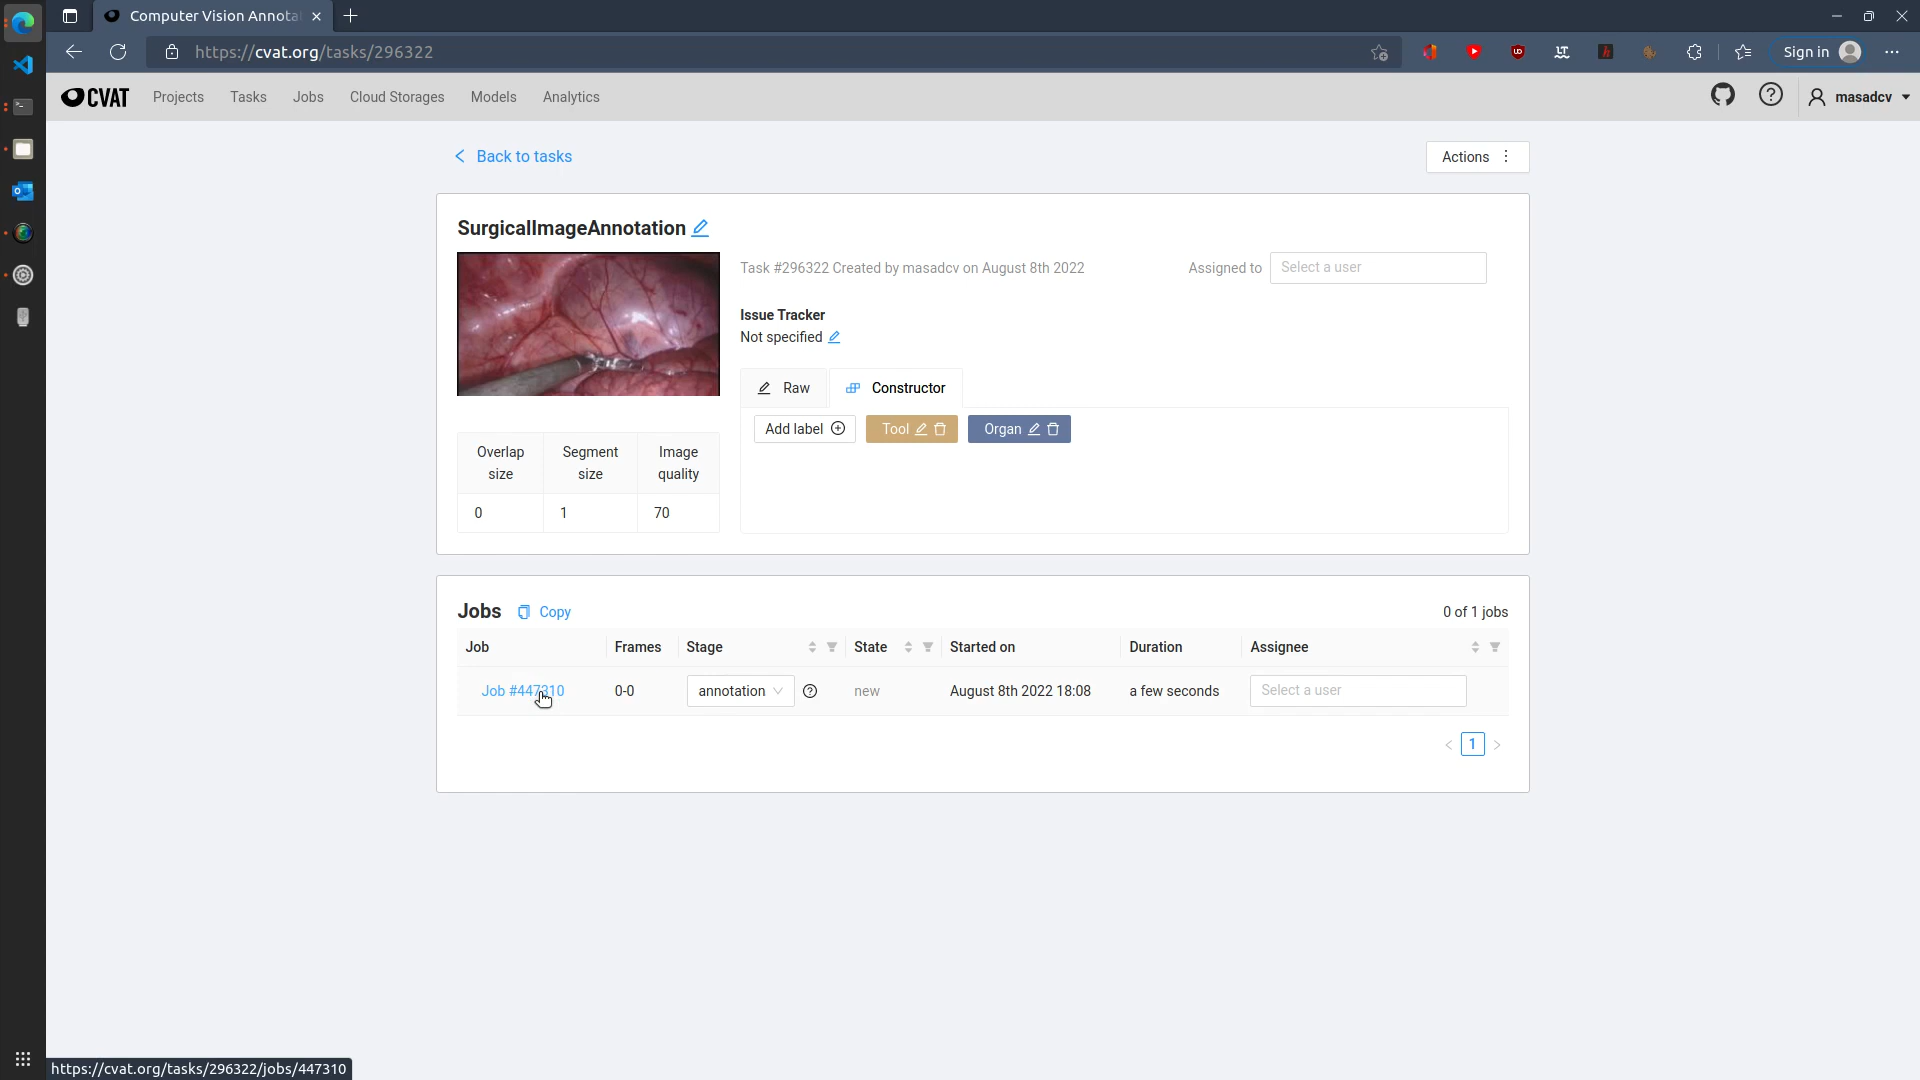 Computer Vision Annota
https://cvat.org/tasks/296322
Sign in
CVAT
Projects
Tasks
Jobs
Cloud Storages
Models
Analytics
masadcv
Back to tasks
Actions
SurgicalImageAnnotation
Task #296322 Created by masadcv on August 8th 2022
Assigned to
Select a user
Issue Tracker
Not specified
Raw
Constructor
Add label
Tool
Organ
Overlap size
Segment size
Image quality
0
1
70
Jobs
Copy
0 of 1 jobs
Job
Frames
Stage
State
Started on
Duration
Assignee
Job #447310
0-0
annotation
new
August 8th 2022 18:08
a few seconds
Select a user
1
https://cvat.org/tasks/296322/jobs/447310